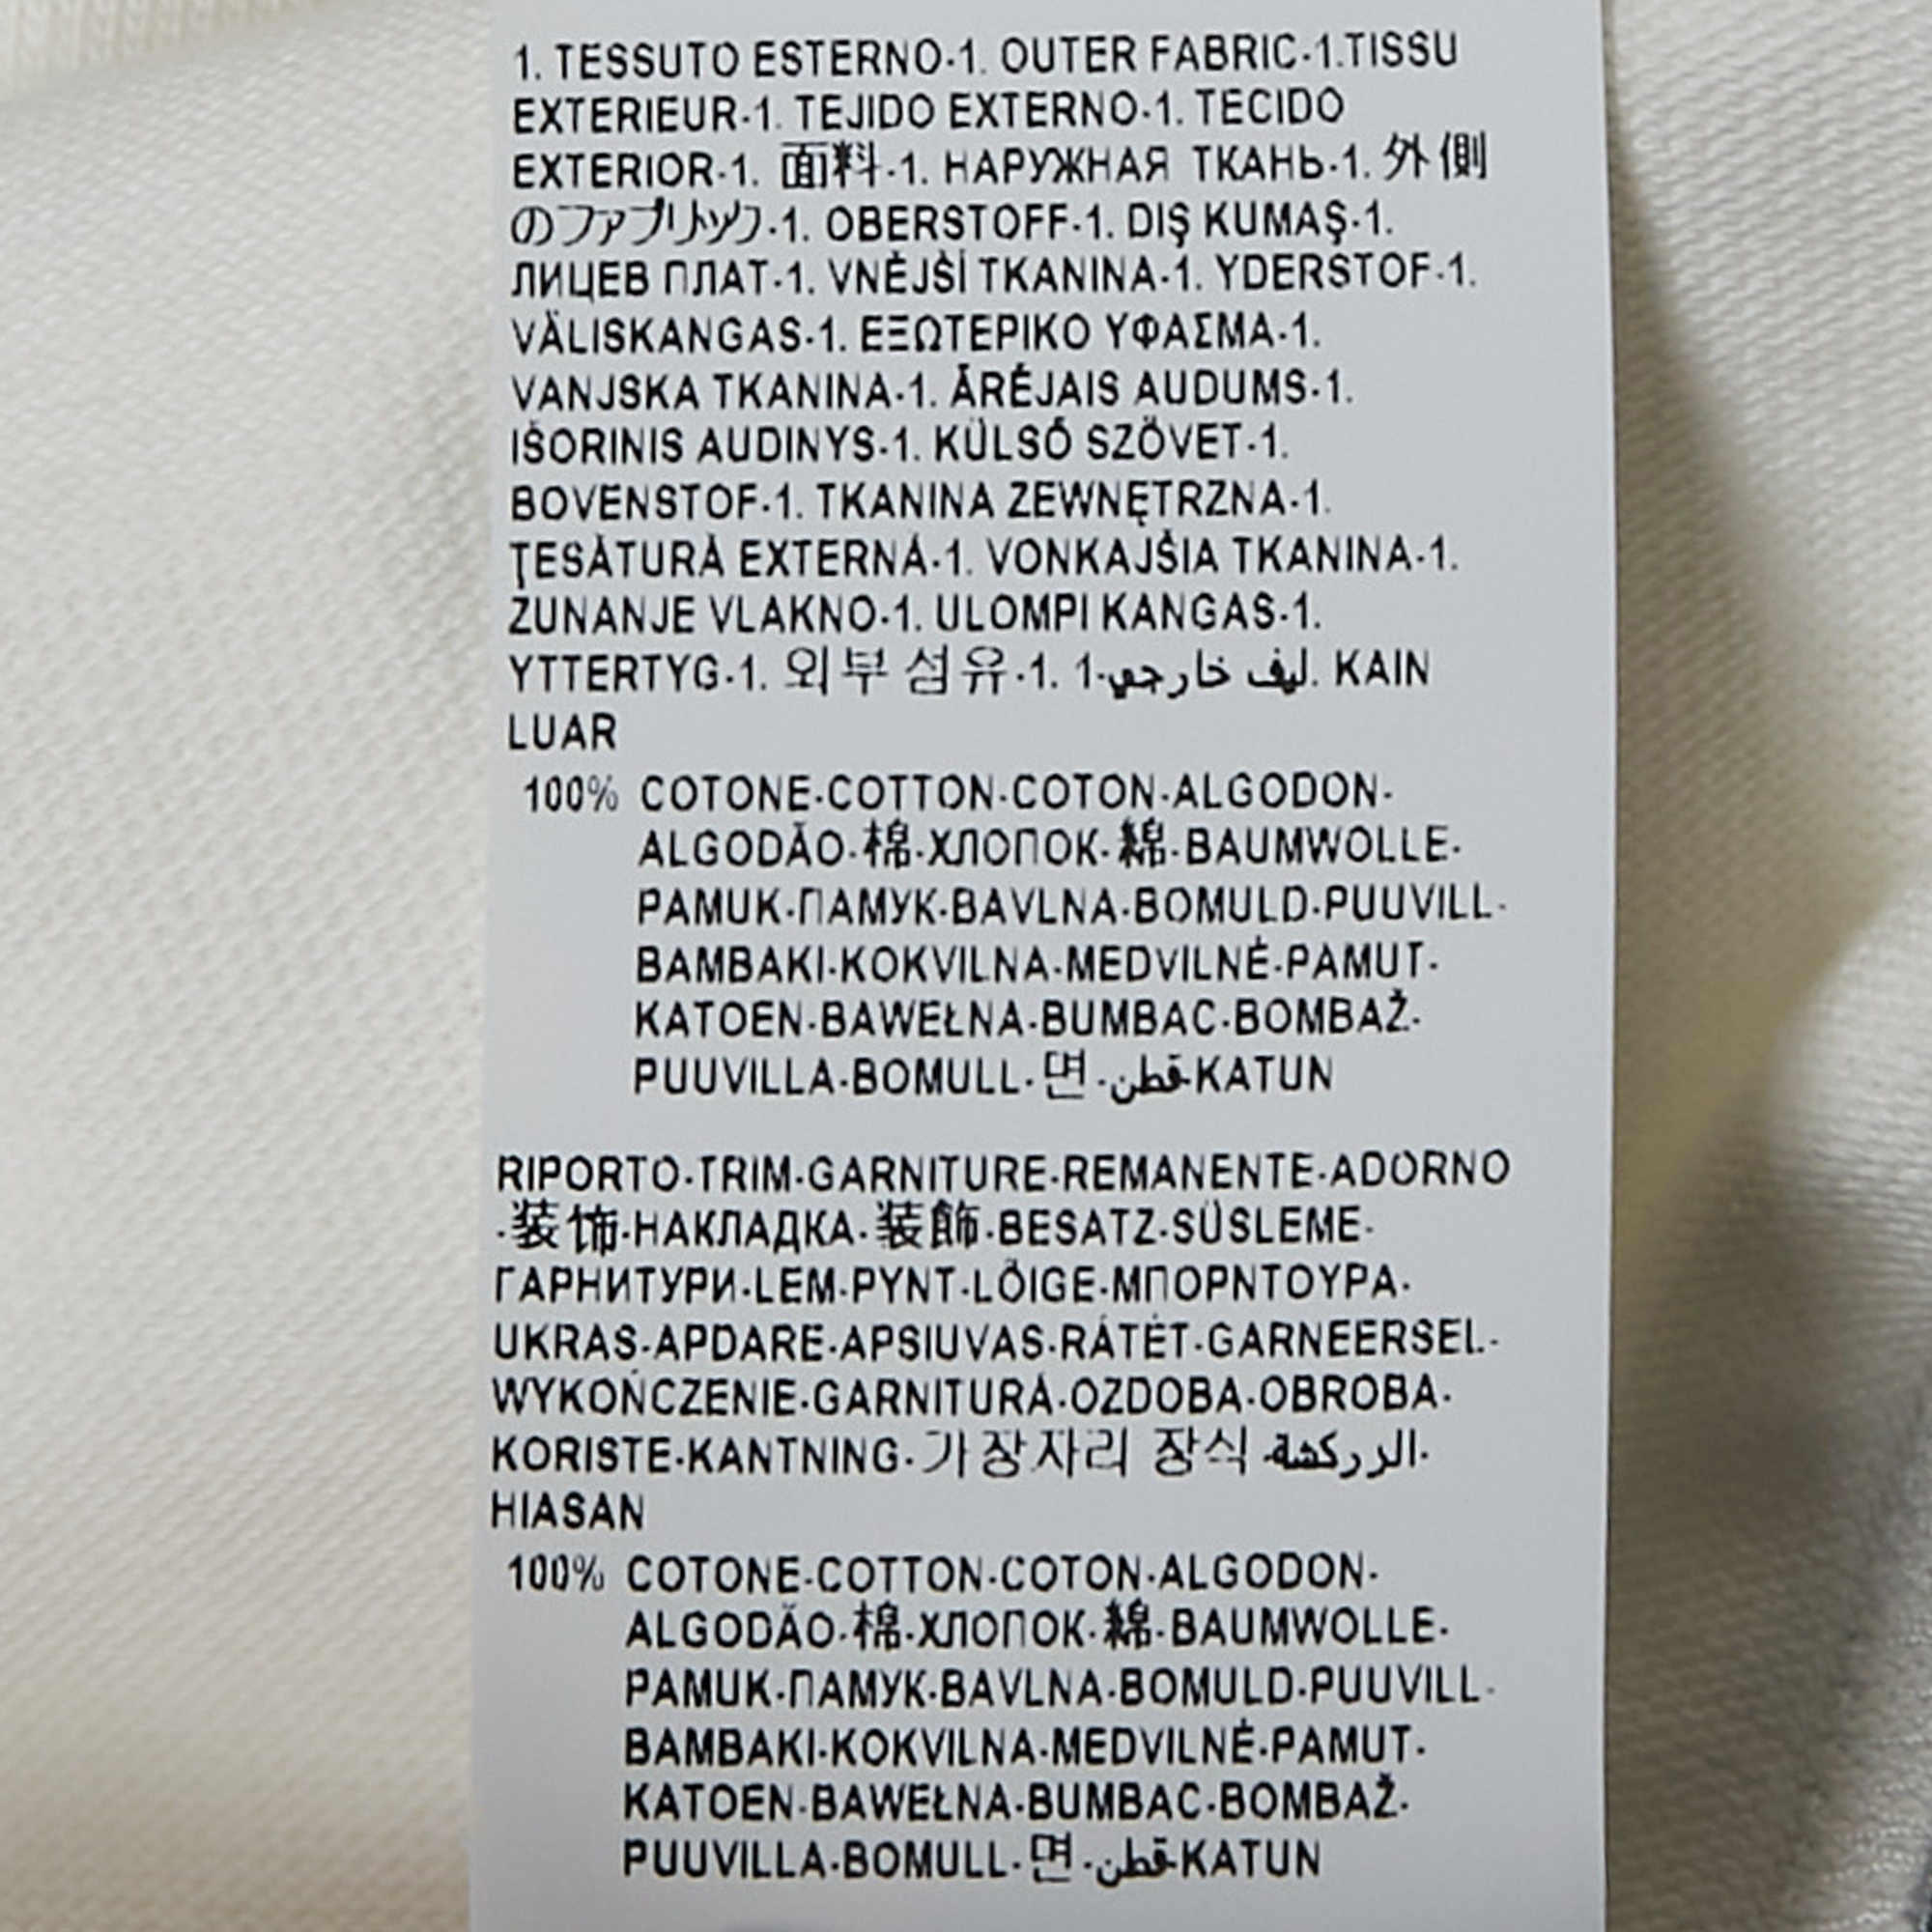 1. TESSUTO ESTERNO-1. OUTER FABRIC-1.TISSU
EXTERIEUR-1. TEJIDO EXTERNO-1. TECIDO
EXTERIOR-1. 面料-1. НАРУЖНАЯ ТКАНЬ-1. 外側
のファブリック-1. OBERSTOFF-1. DIŞ KUMAŞ-1.
ЛИЦЕВ ПЛАТ-1. VNĚJŠÍ TKANINA-1. YDERSTOF-1.
VÄLISKANGAS-1. ΕΞΩΤΕΡΙΚΟ ΥΦΑΣΜΑ-1.
VANJSKA TKANINA-1. ĀRĒJAIS AUDUMS-1.
IŠORINIS AUDINYS-1. KÜLSŐ SZÖVET-1.
BOVENSTOF-1. TKANINA ZEWNĘTRZNA-1.
ŢESĂTURĂ EXTERNĂ-1. VONKAJŠIA TKANINA-1.
ZUNANJE VLAKNO-1. ULOMPI KANGAS-1.
YTTERTYG-1. 외부 섬유-1. ليف خارجي-1. KAIN
LUAR
100% COTONE-COTTON-COTON-ALGODON-
ALGODÃO-棉-ХЛОПОК-綿-BAUMWOLLE-
PAMUK-ПАМУК-BAVLNA-BOMULD-PUUVILL-
BAMBAKI-KOKVILNA-MEDVILNĖ-PAMUT-
KATOEN-BAWEŁNA-BUMBAC-BOMBAŽ-
PUUVILLA-BOMULL-면-قطن-KATUN
RIPORTO-TRIM-GARNITURE-REMANENTE-ADORNO
-装饰-НАКЛАДКА-装飾-BESATZ-SÜSLEME-
ГАРНИТУРИ-LEM-PYNT-LÕIGE-ΜΠΟΡΝΤΟΥΡΑ-
UKRAS-APDARE-APSIUVAS-RÁTÉT-GARNEERSEL-
WYKOŃCZENIE-GARNITURĂ-OZDOBA-OBROBA-
KORISTE-KANTNING-가장자리 장식-الزركشة-
HIASAN
100% COTONE-COTTON-COTON-ALGODON-
ALGODÃO-棉-ХЛОПОК-綿-BAUMWOLLE-
PAMUK-ПАМУК-BAVLNA-BOMULD-PUUVILL-
BAMBAKI-KOKVILNA-MEDVILNĖ-PAMUT-
KATOEN-BAWEŁNA-BUMBAC-BOMBAŽ-
PUUVILLA-BOMULL-면-قطن-KATUN